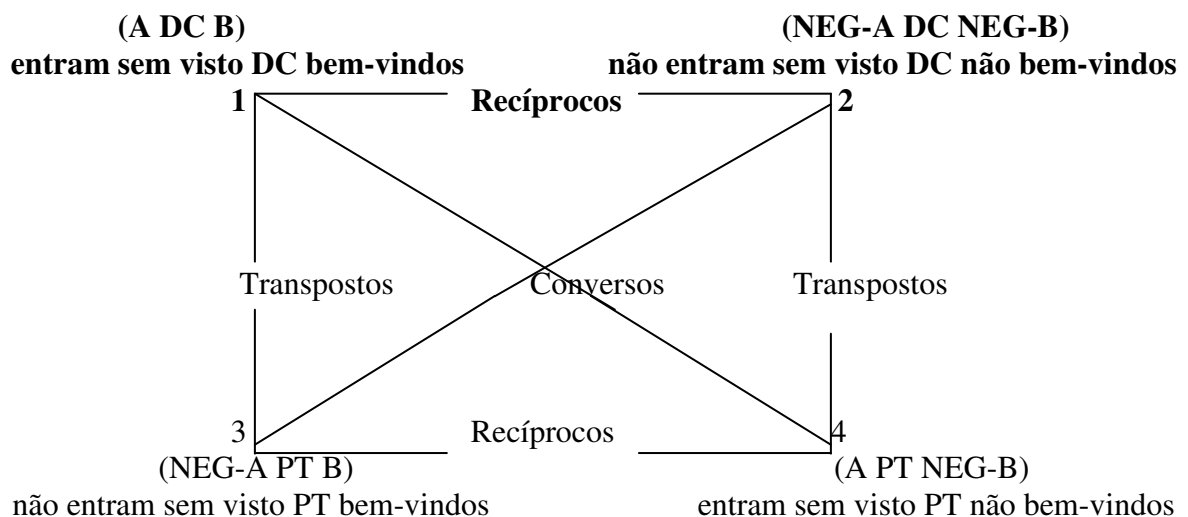 (A DC B) (NEG-A DC NEG-B)
entram sem visto DC bem-vindos não entram sem visto DC não bem-vindos
1 Recíprocos 2
Transpostos Conversos Transpostos
3 Recíprocos 4
(NEG-A PT B) (A PT NEG-B)
não entram sem visto PT bem-vindos entram sem visto PT não bem-vindos